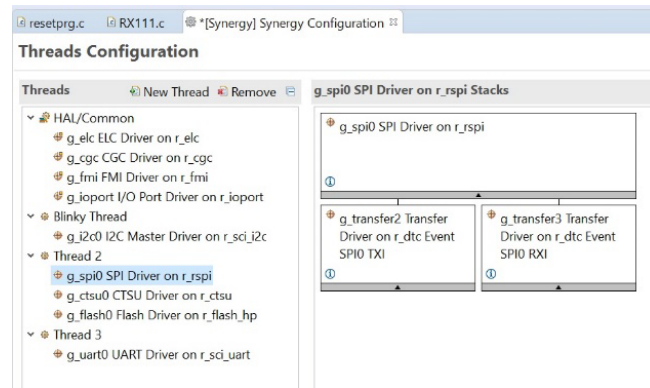 resetprg.c RX111.c *[Synergy] Synergy Configuration
Threads Configuration
Threads New Thread Remove
HAL/Common
g_elc ELC Driver on r_elc
g_cgc CGC Driver on r_cgc
g_fmi FMI Driver on r_fmi
g_ioport I/O Port Driver on r_ioport
Blinky Thread
g_i2c0 I2C Master Driver on r_sci_i2c
Thread 2
g_spi0 SPI Driver on r_rspi
g_ctsu0 CTSU Driver on r_ctsu
g_flash0 Flash Driver on r_flash_hp
Thread 3
g_uart0 UART Driver on r_sci_uart
g_spi0 SPI Driver on r_rspi Stacks
g_spi0 SPI Driver on r_rspi
g_transfer2 Transfer
Driver on r_dtc Event
SPI0 TXI
g_transfer3 Transfer
Driver on r_dtc Event
SPI0 RXI